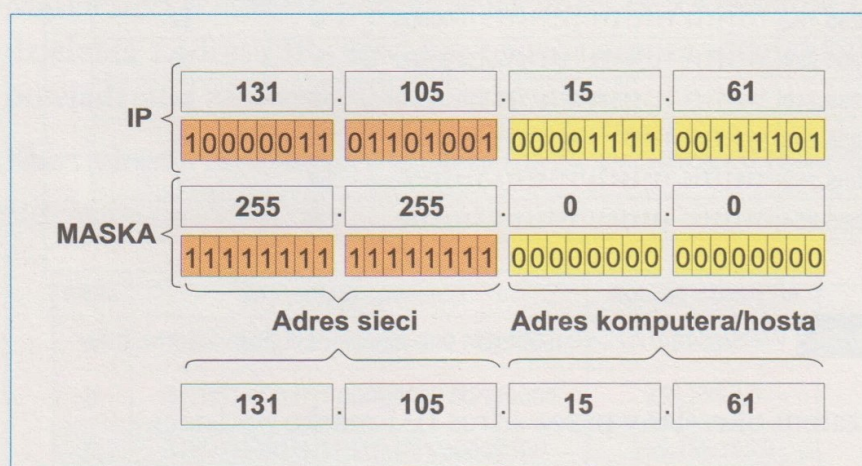 131 . 105 . 15 . 61
IP
10000011 01101001 00001111 00111101
255 . 255 . 0 . 0
MASKA
11111111 11111111 00000000 00000000
Adres sieci Adres komputera/hosta
131 . 105 . 15 . 61